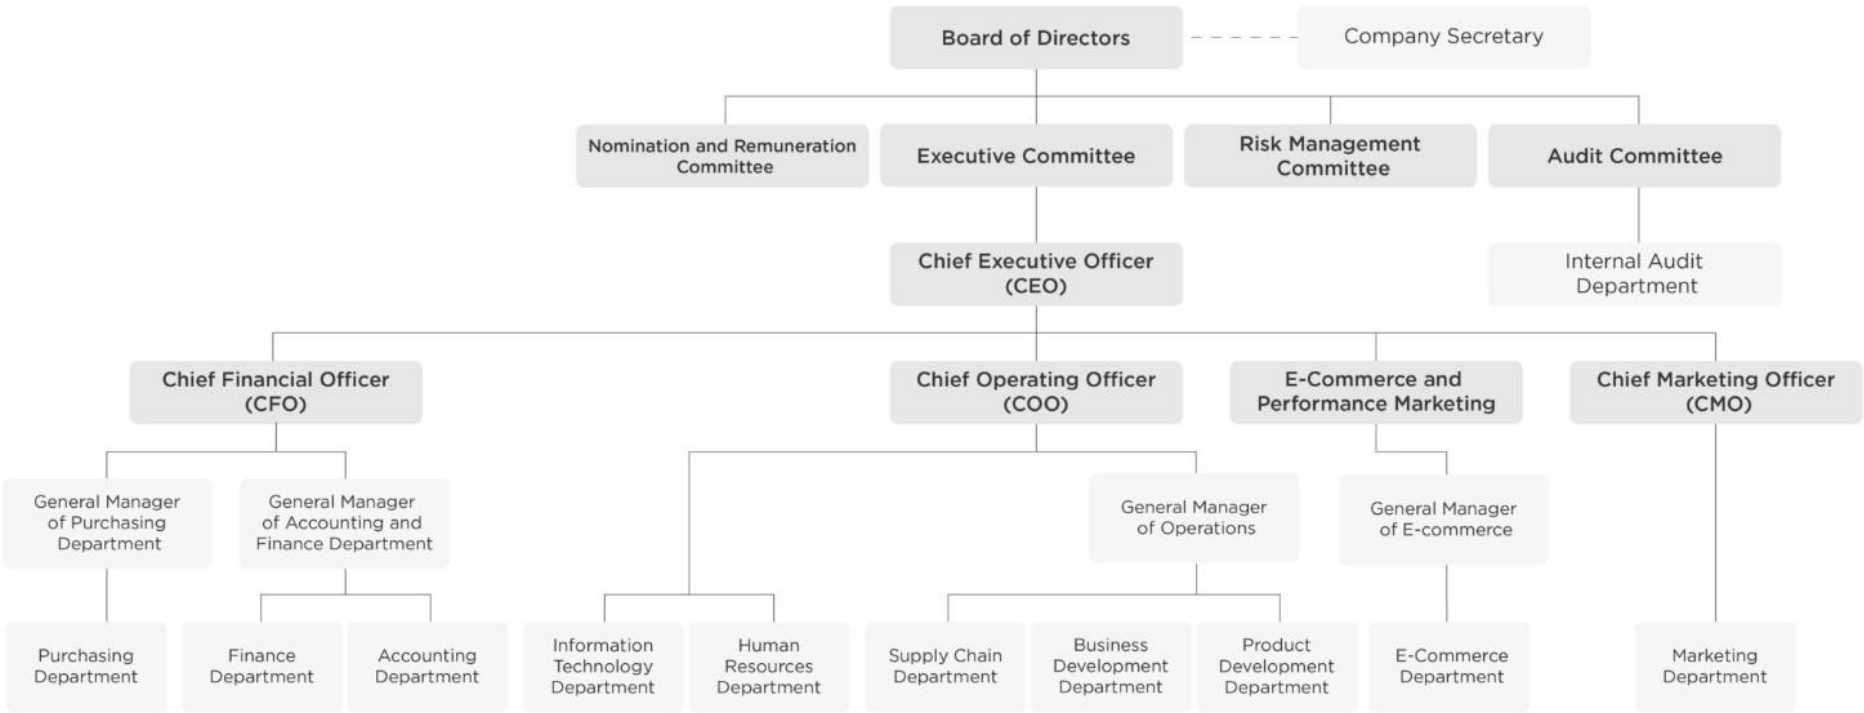 Board of Directors
Company Secretary
Nomination and Remuneration
Committee
Executive Committee
Risk Management
Committee
Audit Committee
Chief Executive Officer
(CEO)
Internal Audit
Department
Chief Financial Officer
(CFO)
Chief Operating Officer
(COO)
E-Commerce and
Performance Marketing
Chief Marketing Officer
(CMO)
General Manager
of Purchasing
Department
General Manager
of Accounting and
Finance Department
General Manager
of Operations
General Manager
of E-commerce
Purchasing
Department
Finance
Department
Accounting
Department
Information
Technology
Department
Human
Resources
Department
Supply Chain
Department
Business
Development
Department
Product
Development
Department
E-Commerce
Department
Marketing
Department